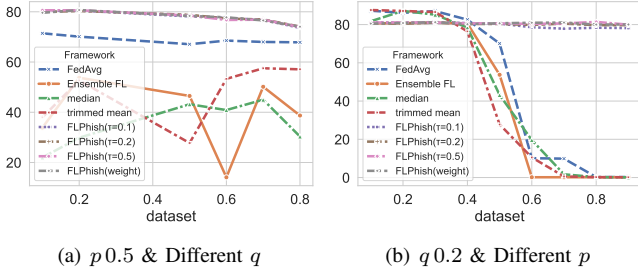 80
60
40
20
0.2
0.4
0.6
0.8
dataset
Framework
FedAvg
Ensemble FL
median
trimmed mean
FLPhish(τ=0.1)
FLPhish(τ=0.2)
FLPhish(τ=0.5)
FLPhish(weight)
(a) p 0.5 & Different q
80
60
40
20
0
0.2
0.4
0.6
0.8
dataset
Framework
FedAvg
Ensemble FL
median
trimmed mean
FLPhish(τ=0.1)
FLPhish(τ=0.2)
FLPhish(τ=0.5)
FLPhish(weight)
(b) q 0.2 & Different p